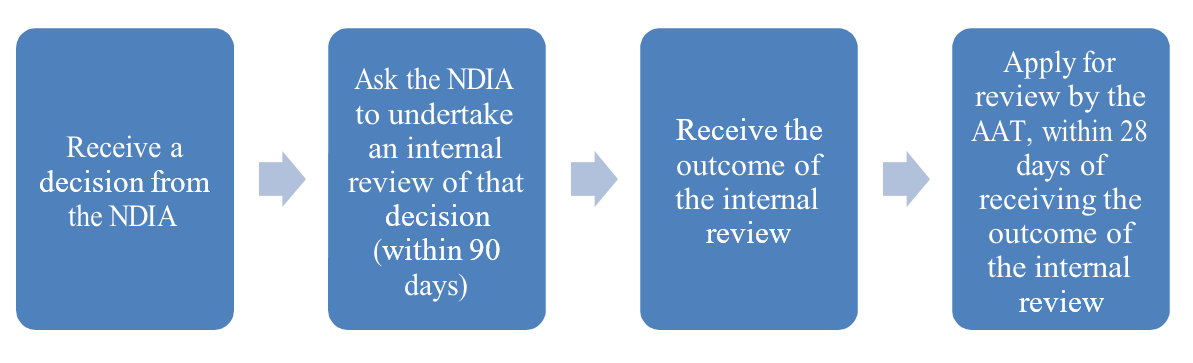 Receive a
decision from
the NDIA
Ask the NDIA
to undertake
an internal
review of that
decision
(within 90
days)
Receive the
outcome of
the internal
review
Apply for
review by the
AAT, within 28
days of
receiving the
outcome of
the internal
review